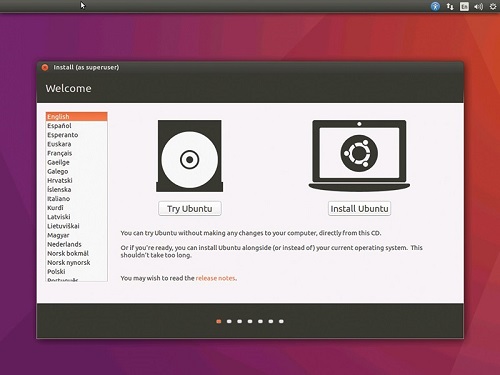 En
Install (as superuser)
Welcome
English
Español
Esperanto
Euskara
Français
Gaeilge
Galego
Hrvatski
Íslenska
Italiano
Kurdî
Latviski
Lietuviškai
Magyar
Nederlands
Norsk bokmål
Norsk nynorsk
Polski
Português
Try Ubuntu
Install Ubuntu
You can try Ubuntu without making any changes to your computer, directly from this CD.
Or if you're ready, you can install Ubuntu alongside (or instead of) your current operating system. This
shouldn't take too long.
You may wish to read the release notes.